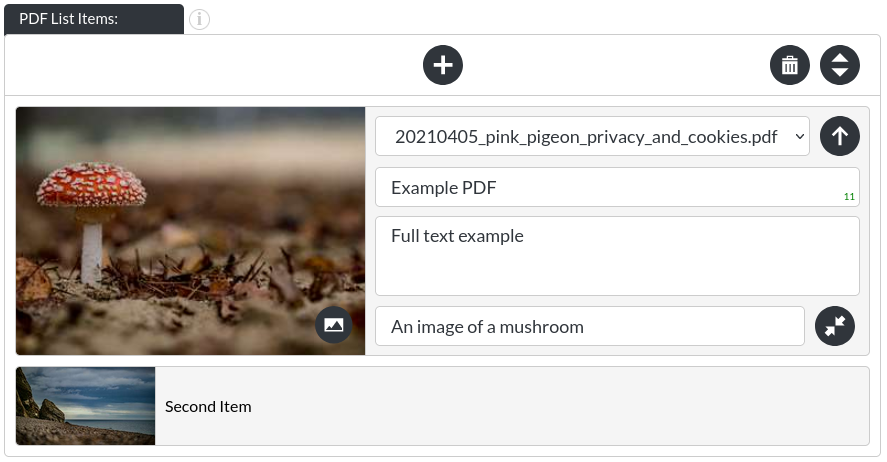 PDF List Items:
20210405_pink_pigeon_privacy_and_cookies.pdf
Example PDF
11
Full text example
An image of a mushroom
Second Item